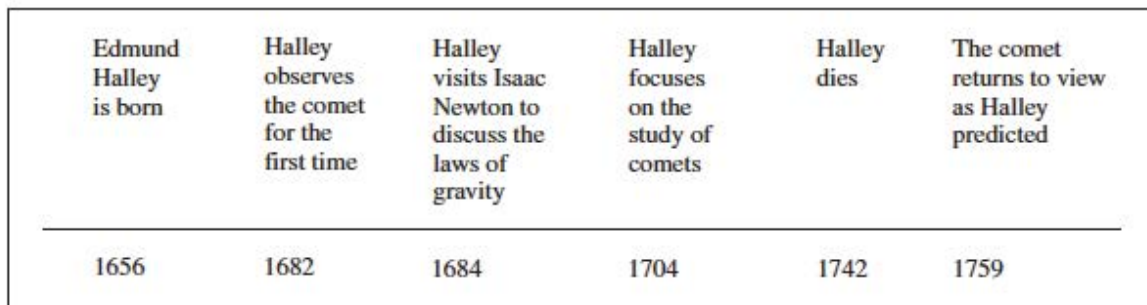 Edmund
Halley
is born
Halley
observes
the comet
for the
first time
Halley
visits Isaac
Newton to
discuss the
laws of
gravity
Halley
focuses
on the
study of
comets
Halley
dies
The comet
returns to view
as Halley
predicted
1656
1682
1684
1704
1742
1759